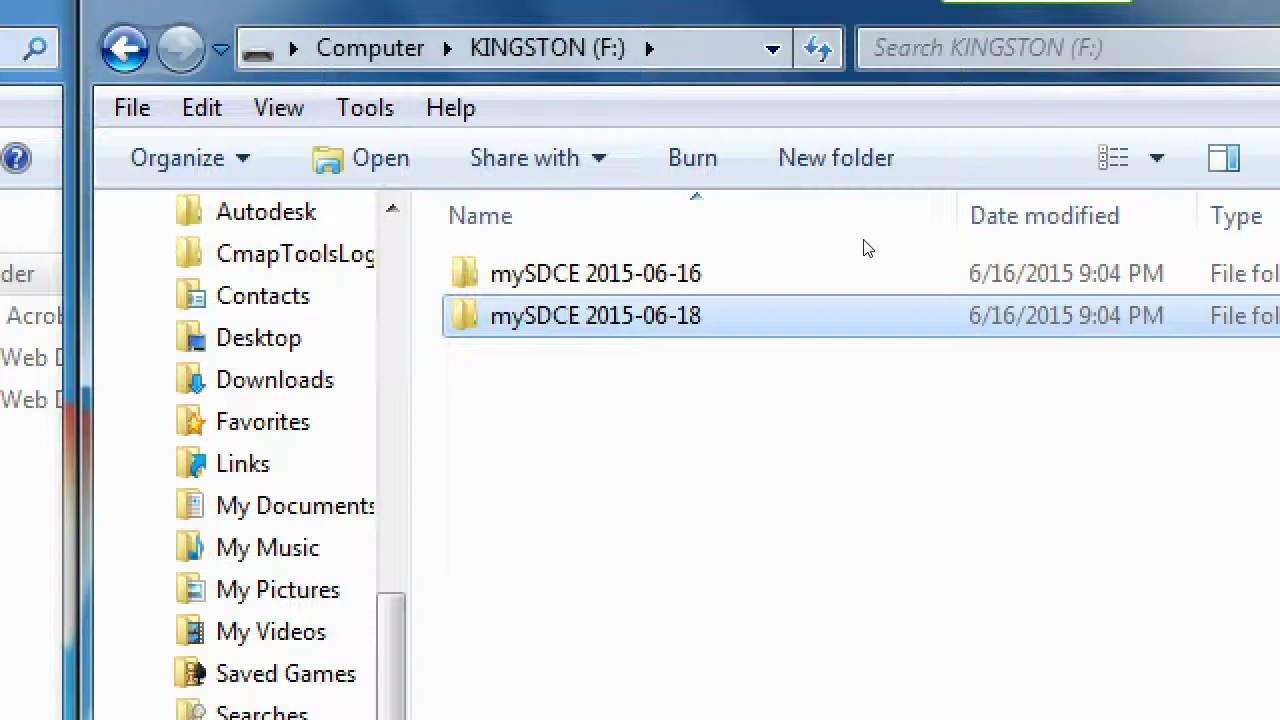 Computer KINGSTON (F:) Search KINGSTON (F:)
File Edit View Tools Help
Organize Open Share with Burn New folder
Name Date modified Type
Autodesk
CmapToolsLog
Contacts
Desktop
Downloads
Favorites
Links
My Documents
My Music
My Pictures
My Videos
Saved Games
Searches
mySDCE 2015-06-16 6/16/2015 9:04 PM File fol
mySDCE 2015-06-18 6/16/2015 9:04 PM File fol
der
Acrob
Web D
Web D